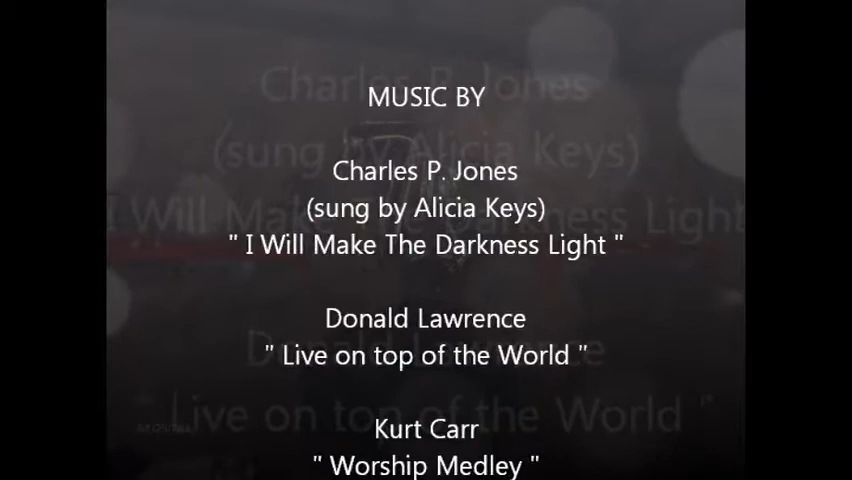 MUSIC BY
Charles P. Jones
(sung by Alicia Keys)
" I Will Make The Darkness Light "
Donald Lawrence
" Live on top of the World "
Kurt Carr
" Worship Medley "